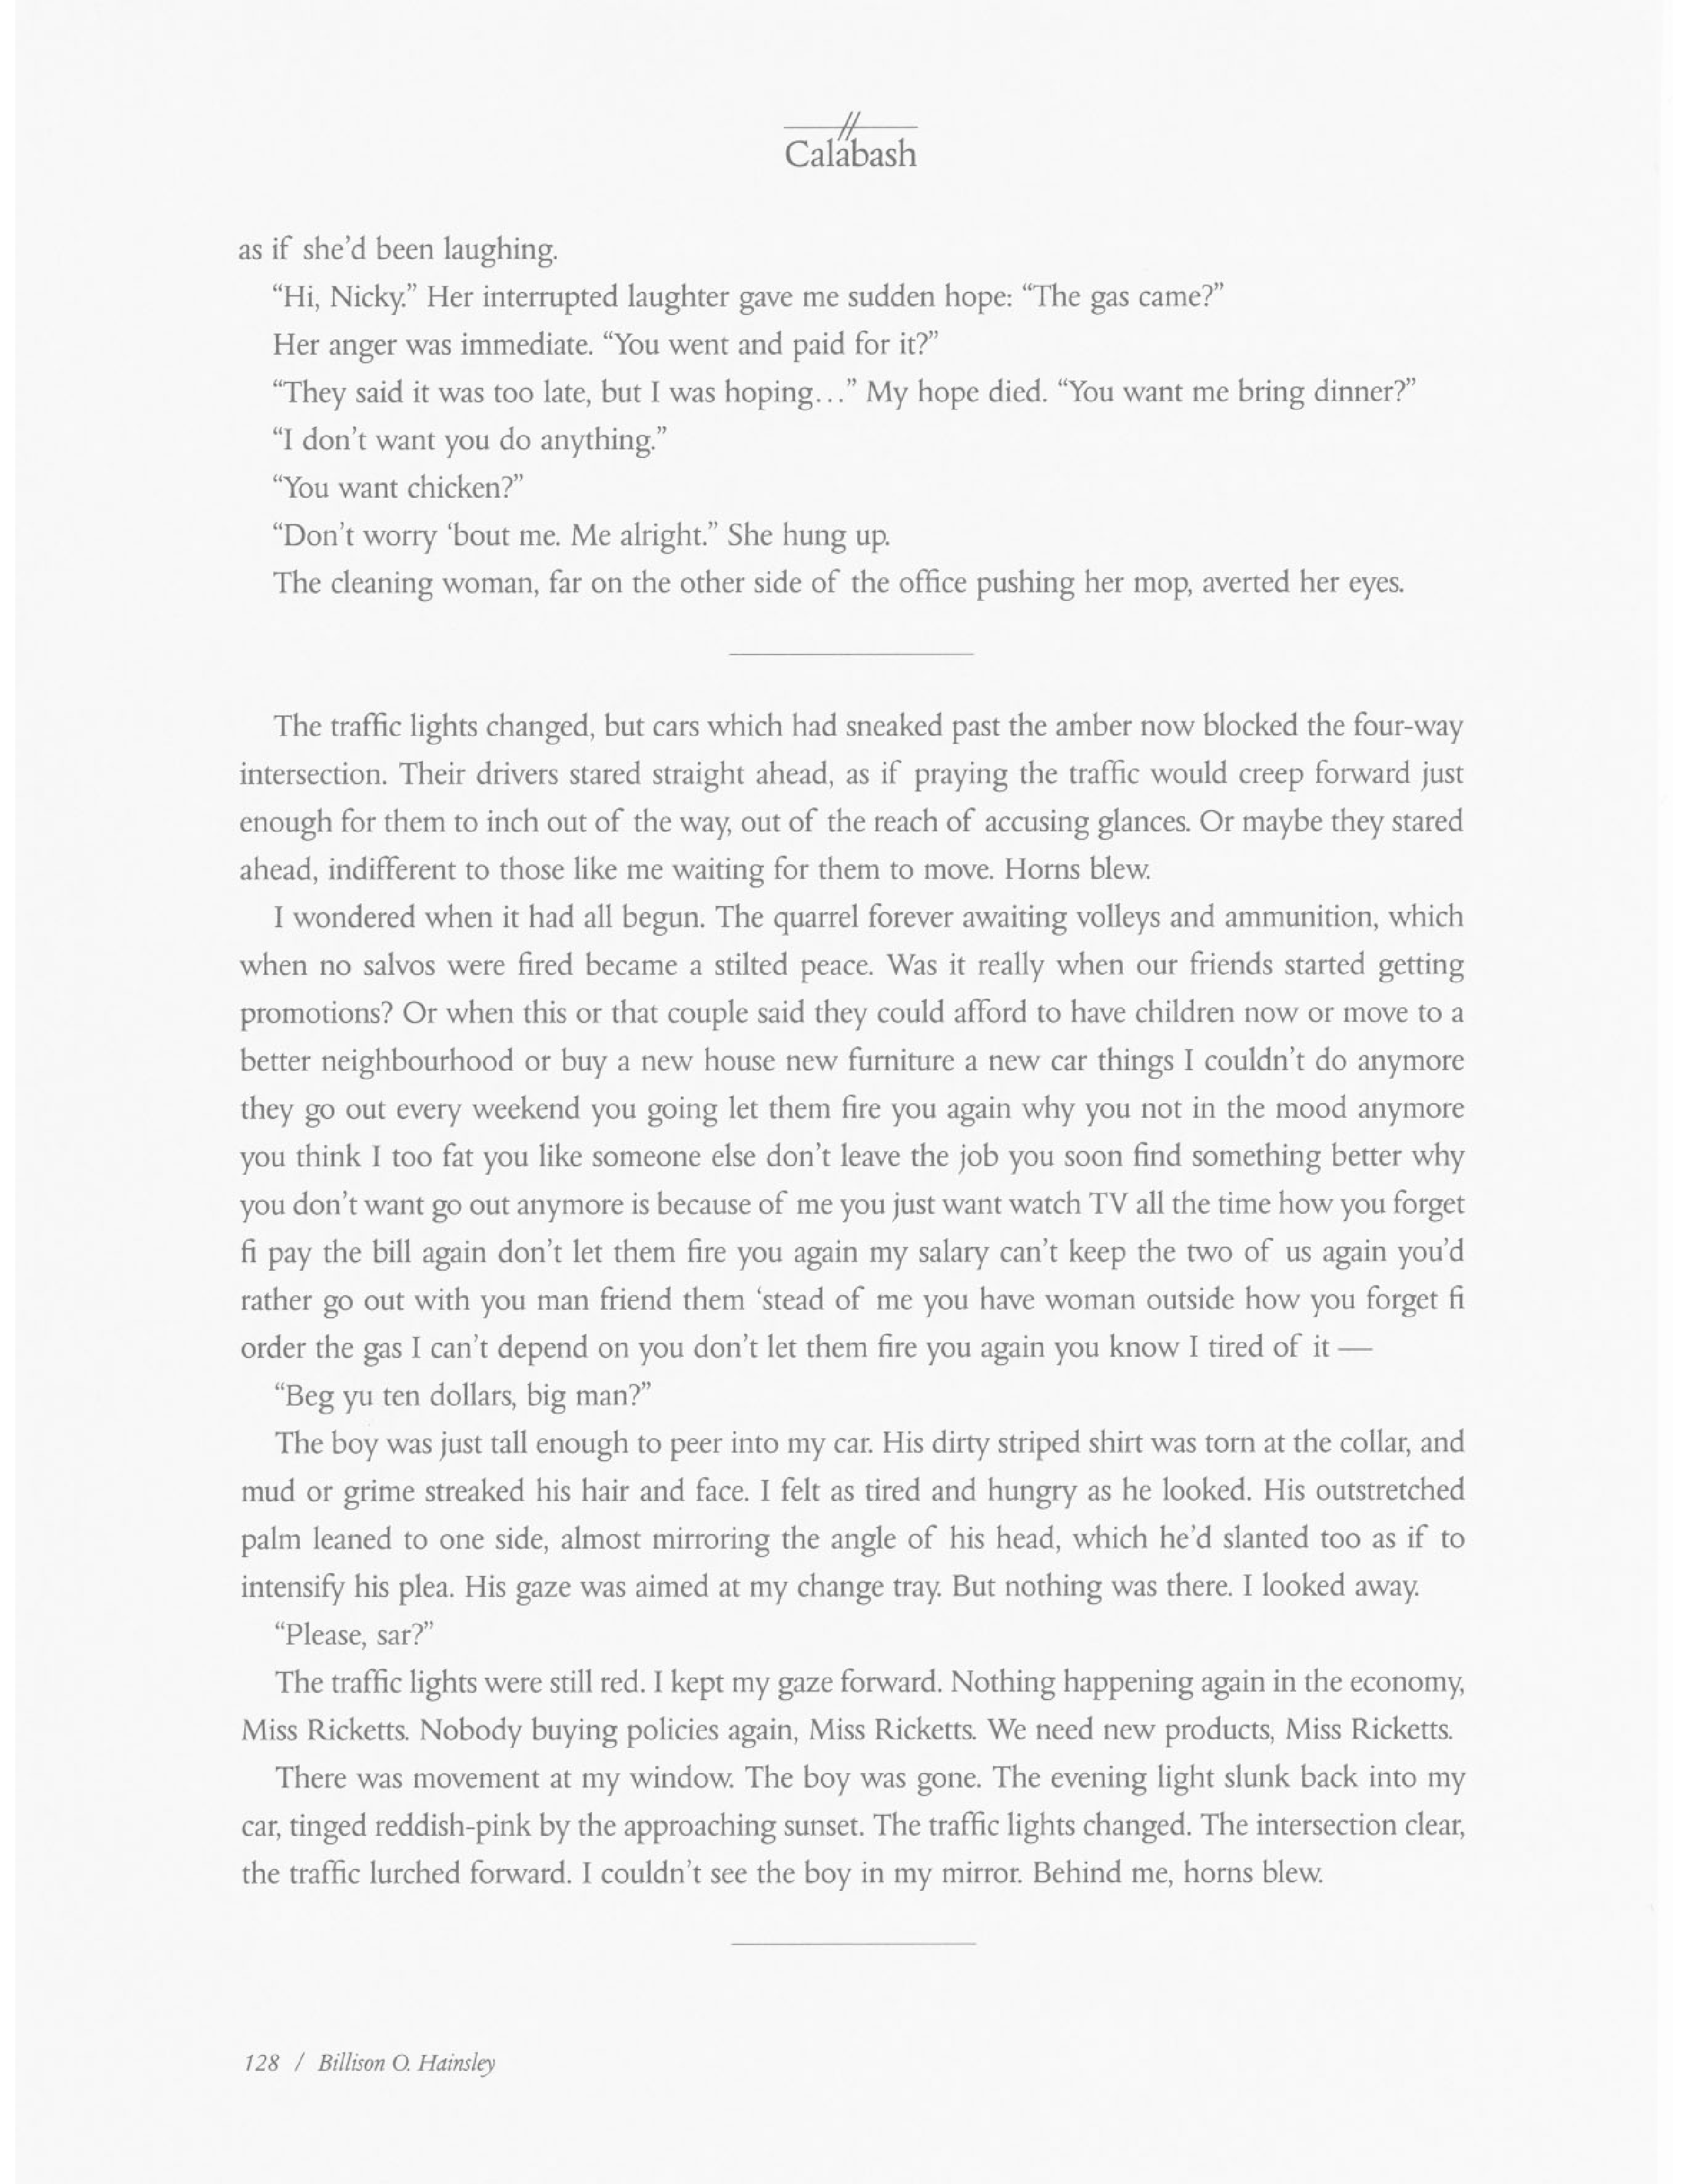 Calabash
as if she'd been laughing.
“Hi, Nicky.” Her interrupted laughter gave me sudden hope: “The gas came?”
Her anger was immediate. “You went and paid for it?”
“They said it was too late, but I was hoping...” My hope died. “You want me bring dinner?”
“I don't want you do anything.”
“You want chicken?”
“Don't worry ‘bout me. Me alright.” She hung up.
The cleaning woman, far on the other side of the office pushing her mop, averted her eyes.
The traffic lights changed, but cars which had sneaked past the amber now blocked the four-way
intersection. Their drivers stared straight ahead, as if praying the traffic would creep forward just
enough for them to inch out of the way, out of the reach of accusing glances. Or maybe they stared
ahead, indifferent to those like me waiting for them to move. Horns blew.
I wondered when it had all begun. The quarrel forever awaiting volleys and ammunition, which
when no salvos were fired became a stilted peace. Was it really when our friends started getting
promotions? Or when this or that couple said they could afford to have children now or move to a
better neighbourhood or buy a new house new furniture a new car things I couldn't do anymore
they go out every weekend you going let them fire you again why you not in the mood anymore
you think I too fat you like someone else don't leave the job you soon find something better why
you don't want go out anymore is because of me you just want watch TV all the time how you forget
fi pay the bill again don't let them fire you again my salary can't keep the two of us again you'd
rather go out with you man friend them ‘stead of me you have woman outside how you forget fi
order the gas I can't depend on you don't let them fire you again you know I tired of it —
“Beg yu ten dollars, big man?”
The boy was just tall enough to peer into my car. His dirty striped shirt was torn at the collar, and
mud or grime streaked his hair and face. I felt as tired and hungry as he looked. His outstretched
palm leaned to one side, almost mirroring the angle of his head, which he'd slanted too as if to
intensify his plea. His gaze was aimed at my change tray. But nothing was there. I looked away.
“Please, sar?”
The traffic lights were still red. I kept my gaze forward. Nothing happening again in the economy,
Miss Ricketts. Nobody buying policies again, Miss Ricketts. We need new products, Miss Ricketts.
There was movement at my window. The boy was gone. The evening light slunk back into my
car, tinged reddish-pink by the approaching sunset. The traffic lights changed. The intersection clear,
the traffic lurched forward. I couldn't see the boy in my mirror. Behind me, horns blew.
128 / Billison O. Hainsley